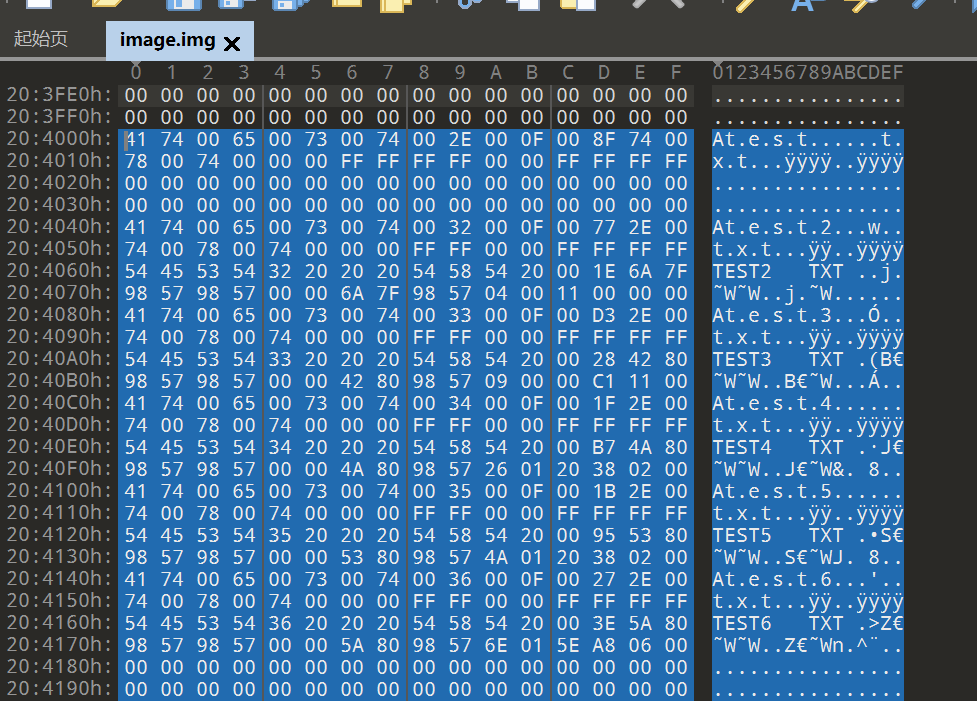 起始页 image.img ×
0 1 2 3 4 5 6 7 8 9 A B C D E F 0123456789ABCDEF
20:3FE0h: 00 00 00 00 00 00 00 00 00 00 00 00 00 00 00 00 ................
20:3FF0h: 00 00 00 00 00 00 00 00 00 00 00 00 00 00 00 00 ................
20:4000h: 41 74 00 65 00 73 00 74 00 2E 00 0F 00 8F 74 00 At.e.s.t......t.
20:4010h: 78 00 74 00 00 00 FF FF FF FF 00 00 FF FF FF FF x.t...ÿÿÿÿ..ÿÿÿÿ
20:4020h: 00 00 00 00 00 00 00 00 00 00 00 00 00 00 00 00 ................
20:4030h: 00 00 00 00 00 00 00 00 00 00 00 00 00 00 00 00 ................
20:4040h: 41 74 00 65 00 73 00 74 00 32 00 0F 00 77 2E 00 At.e.s.t.2...w..
20:4050h: 74 00 78 00 74 00 00 00 FF FF 00 00 FF FF FF FF t.x.t...ÿÿ..ÿÿÿÿ
20:4060h: 54 45 53 54 32 20 20 20 54 58 54 20 00 1E 6A 7F TEST2   TXT ..j.
20:4070h: 98 57 98 57 00 00 6A 7F 98 57 04 00 11 00 00 00 ˜W˜W..j.˜W......
20:4080h: 41 74 00 65 00 73 00 74 00 33 00 0F 00 D3 2E 00 At.e.s.t.3...Ó..
20:4090h: 74 00 78 00 74 00 00 00 FF FF 00 00 FF FF FF FF t.x.t...ÿÿ..ÿÿÿÿ
20:40A0h: 54 45 53 54 33 20 20 20 54 58 54 20 00 28 42 80 TEST3   TXT .(B€
20:40B0h: 98 57 98 57 00 00 42 80 98 57 09 00 00 C1 11 00 ˜W˜W..B€˜W...Á..
20:40C0h: 41 74 00 65 00 73 00 74 00 34 00 0F 00 1F 2E 00 At.e.s.t.4......
20:40D0h: 74 00 78 00 74 00 00 00 FF FF 00 00 FF FF FF FF t.x.t...ÿÿ..ÿÿÿÿ
20:40E0h: 54 45 53 54 34 20 20 20 54 58 54 20 00 B7 4A 80 TEST4   TXT .·J€
20:40F0h: 98 57 98 57 00 00 4A 80 98 57 26 01 20 38 02 00 ˜W˜W..J€˜W&. 8..
20:4100h: 41 74 00 65 00 73 00 74 00 35 00 0F 00 1B 2E 00 At.e.s.t.5......
20:4110h: 74 00 78 00 74 00 00 00 FF FF 00 00 FF FF FF FF t.x.t...ÿÿ..ÿÿÿÿ
20:4120h: 54 45 53 54 35 20 20 20 54 58 54 20 00 95 53 80 TEST5   TXT .•S€
20:4130h: 98 57 98 57 00 00 53 80 98 57 4A 01 20 38 02 00 ˜W˜W..S€˜WJ. 8..
20:4140h: 41 74 00 65 00 73 00 74 00 36 00 0F 00 27 2E 00 At.e.s.t.6...'..
20:4150h: 74 00 78 00 74 00 00 00 FF FF 00 00 FF FF FF FF t.x.t...ÿÿ..ÿÿÿÿ
20:4160h: 54 45 53 54 36 20 20 20 54 58 54 20 00 3E 5A 80 TEST6   TXT .>Z€
20:4170h: 98 57 98 57 00 00 5A 80 98 57 6E 01 5E A8 06 00 ˜W˜W..Z€˜Wn.^¨..
20:4180h: 00 00 00 00 00 00 00 00 00 00 00 00 00 00 00 00 ................
20:4190h: 00 00 00 00 00 00 00 00 00 00 00 00 00 00 00 00 ................